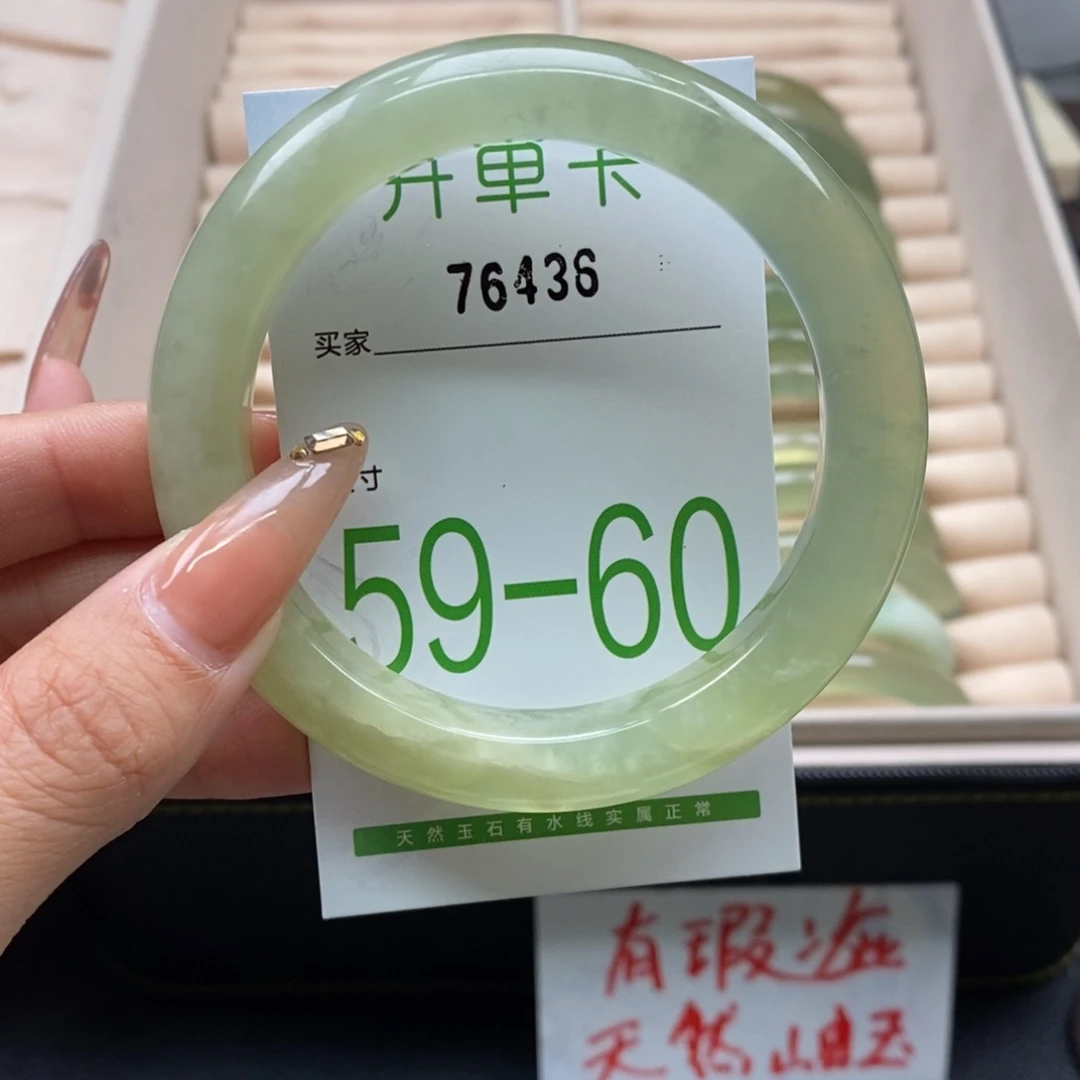 开单卡
76436
买家
寸
59-60
天然玉石有水线实属正常
有瑕疵
天然岫玉